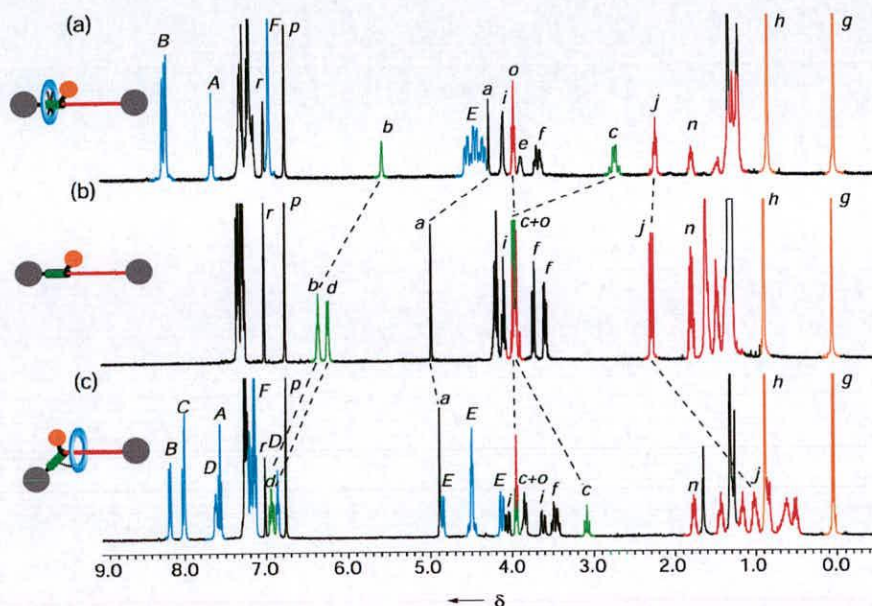 (a)
B A r F p b E a i o e f c j n h g
(b)
r p b d a i c+o f f j n h g
(c)
B C D A F r D d p a E E i c+o i f c n j h g
9.0 8.0 7.0 6.0 5.0 4.0 3.0 2.0 1.0 0.0
← δ